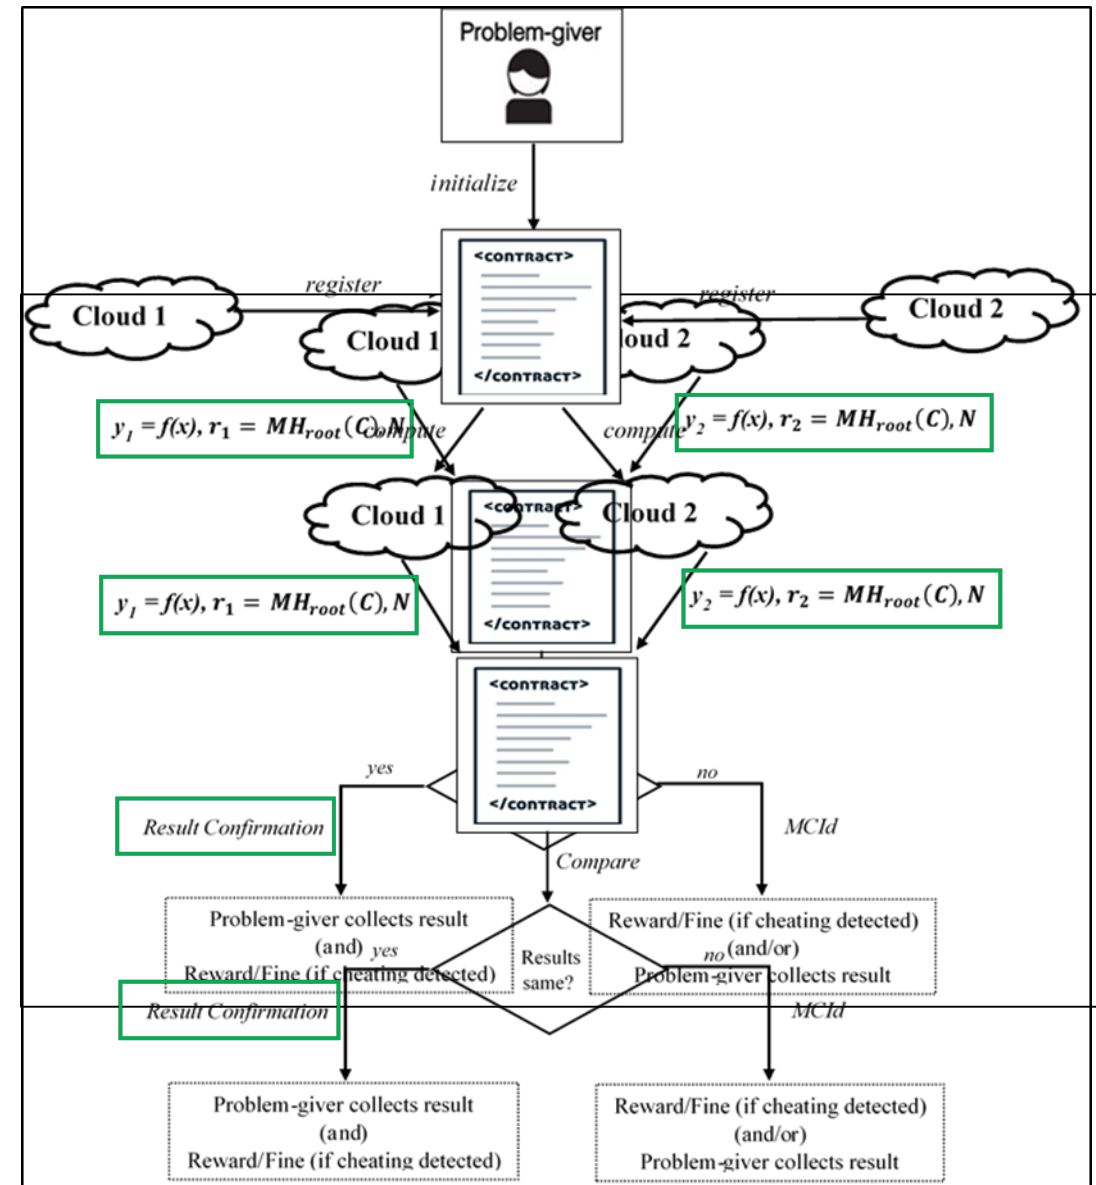 Problem-giver
initialize
<CONTRACT>
register
register
Cloud 1
Cloud 2
Cloud 1
loud 2
</CONTRACT>
y1 = f(x), r1 = MHroot(C), N
compute
compute
y2 = f(x), r2 = MHroot(C), N
<CONTRACT>
Cloud 1
Cloud 2
y1 = f(x), r1 = MHroot(C), N
y2 = f(x), r2 = MHroot(C), N
</CONTRACT>
<CONTRACT>
yes
no
</CONTRACT>
Result Confirmation
MCId
Compare
Problem-giver collects result
(and)
Reward/Fine (if cheating detected)
Reward/Fine (if cheating detected)
(and/or)
Problem-giver collects result
yes
Results
same?
no
Result Confirmation
MCId
Problem-giver collects result
(and)
Reward/Fine (if cheating detected)
Reward/Fine (if cheating detected)
(and/or)
Problem-giver collects result